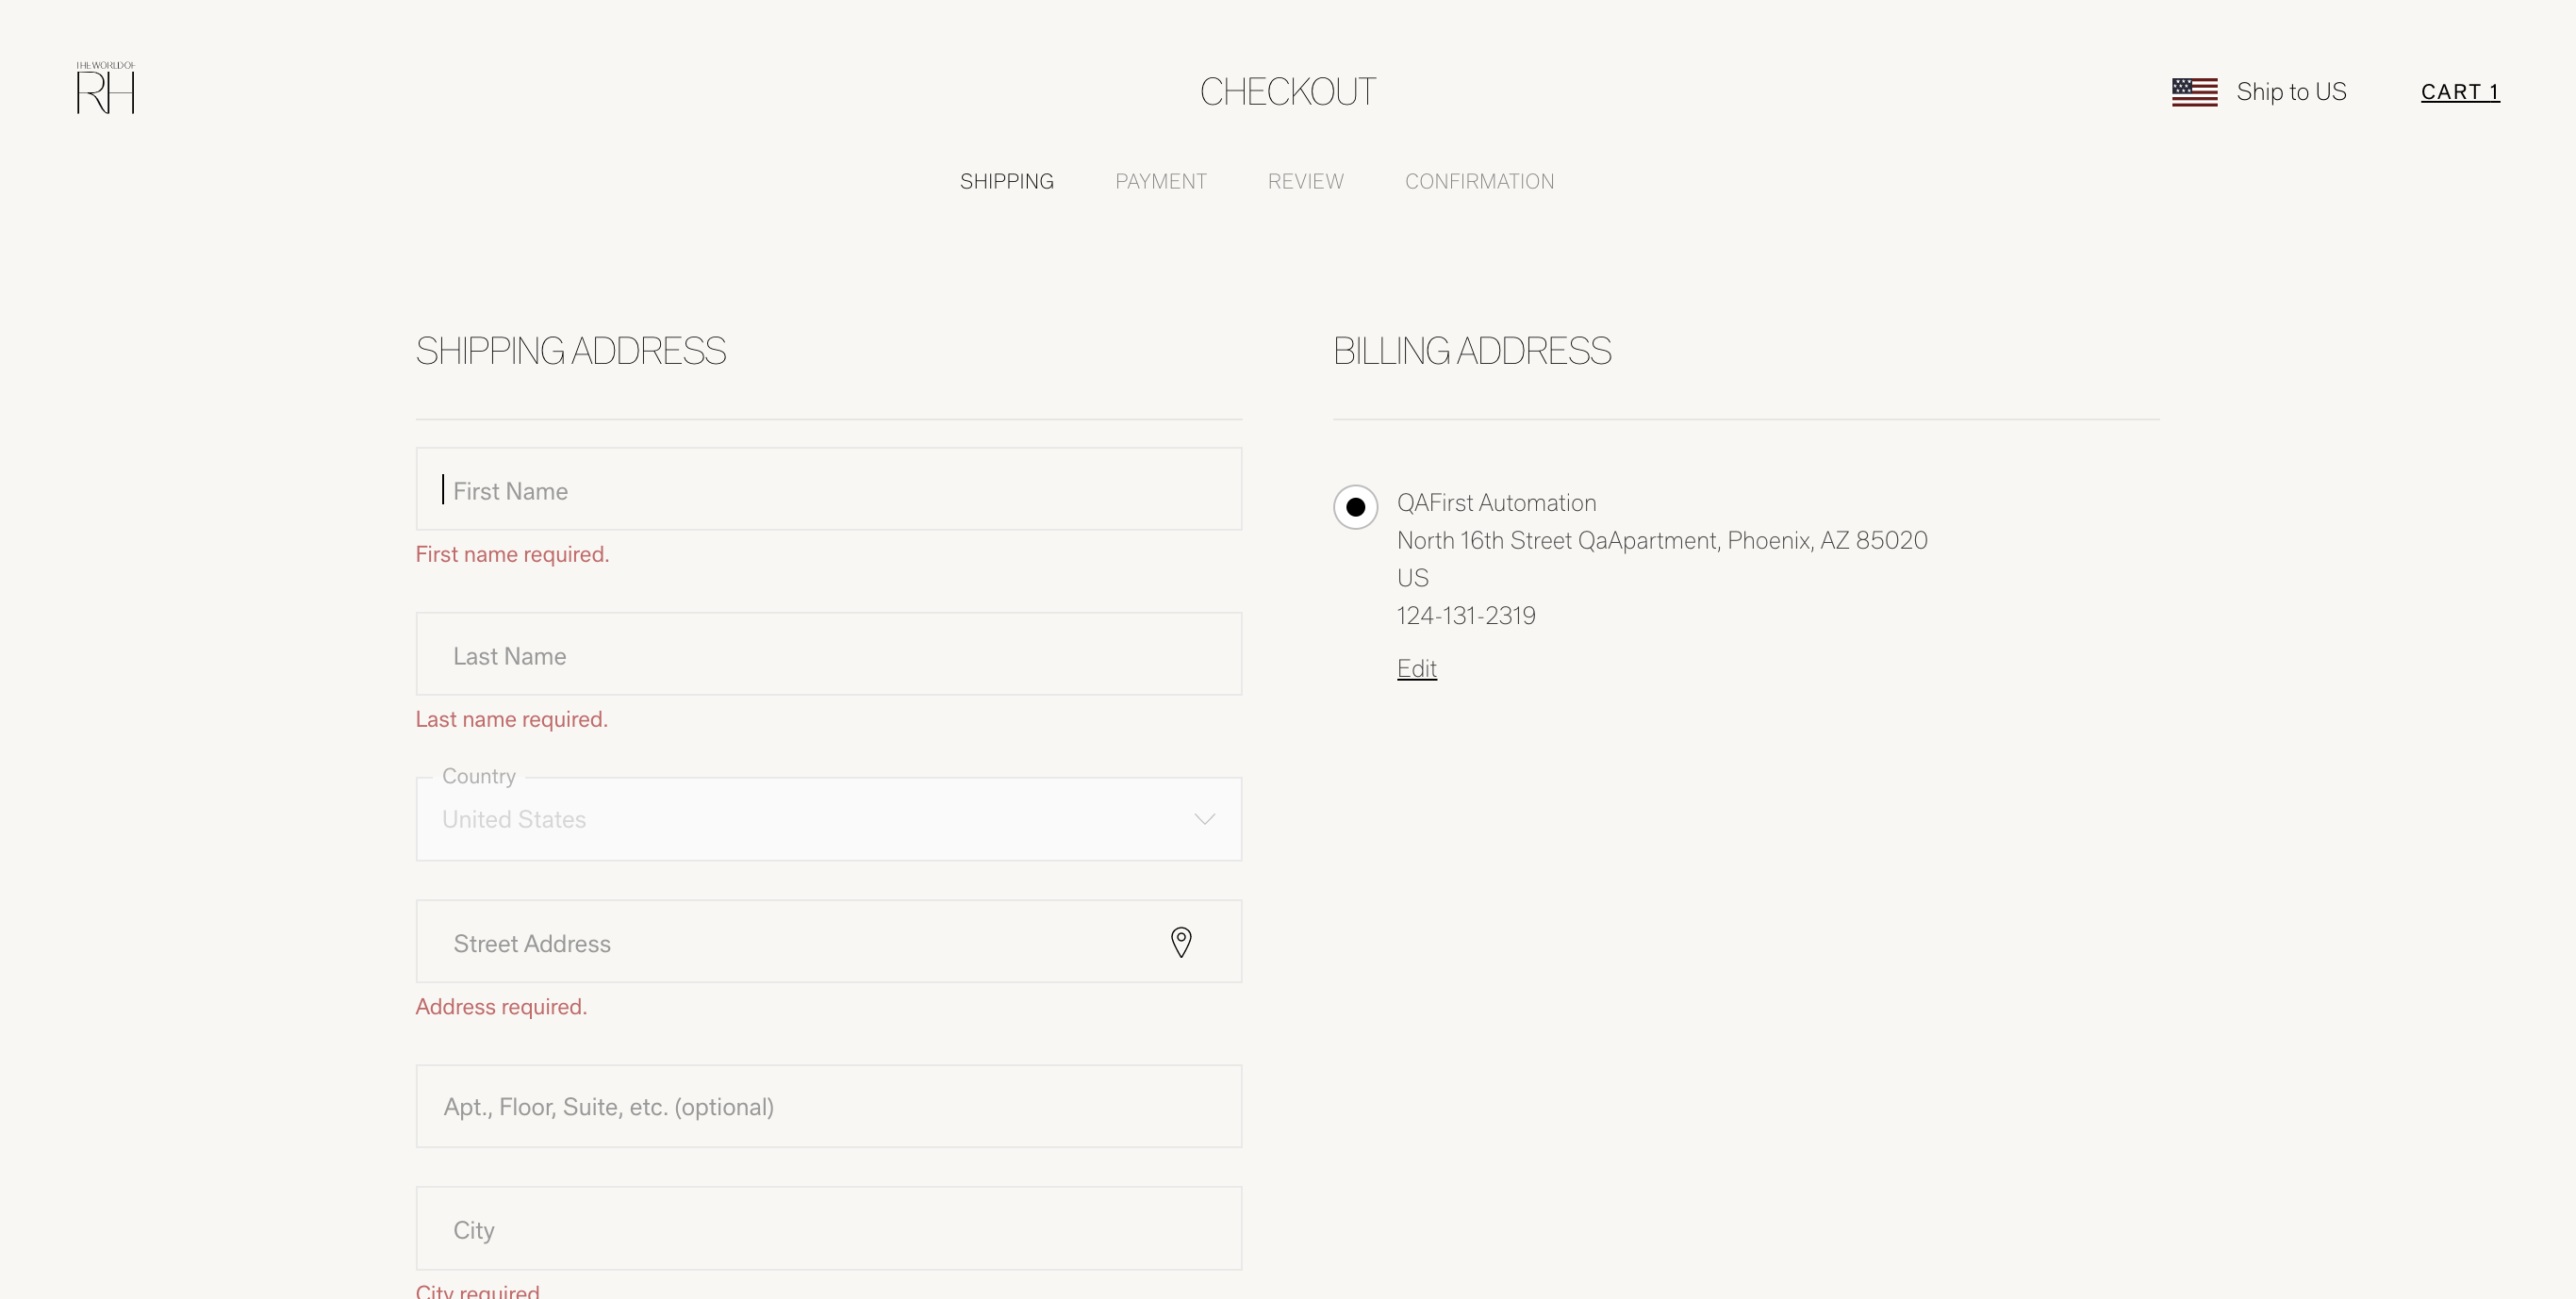 THE WORLD OF
RH
CHECKOUT
Ship to US
CART 1
SHIPPING PAYMENT REVIEW CONFIRMATION
SHIPPING ADDRESS
First Name
First name required.
Last Name
Last name required.
Country
United States
Street Address
Address required.
Apt., Floor, Suite, etc. (optional)
City
City required
BILLING ADDRESS
QAFirst Automation
North 16th Street QaApartment, Phoenix, AZ 85020
US
124-131-2319
Edit